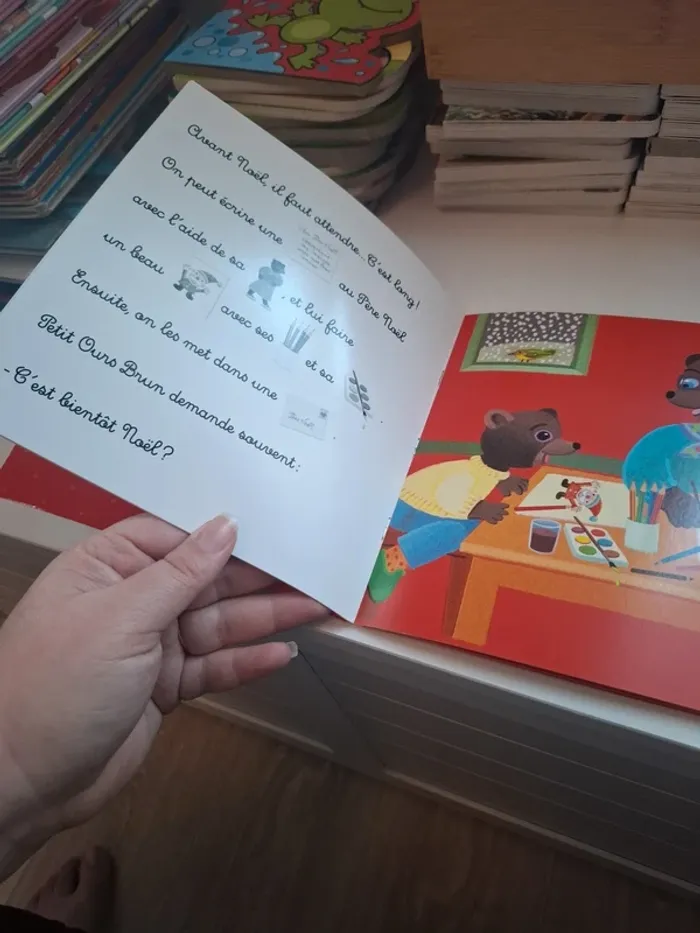 Avant Noël, il faut attendre... C'est long !
On peut écrire une au Père Noël
avec l'aide de sa , et lui faire
un beau avec ses et sa .
Ensuite, on les met dans une .
Petit Ours Brun demande souvent :
- C'est bientôt Noël ?